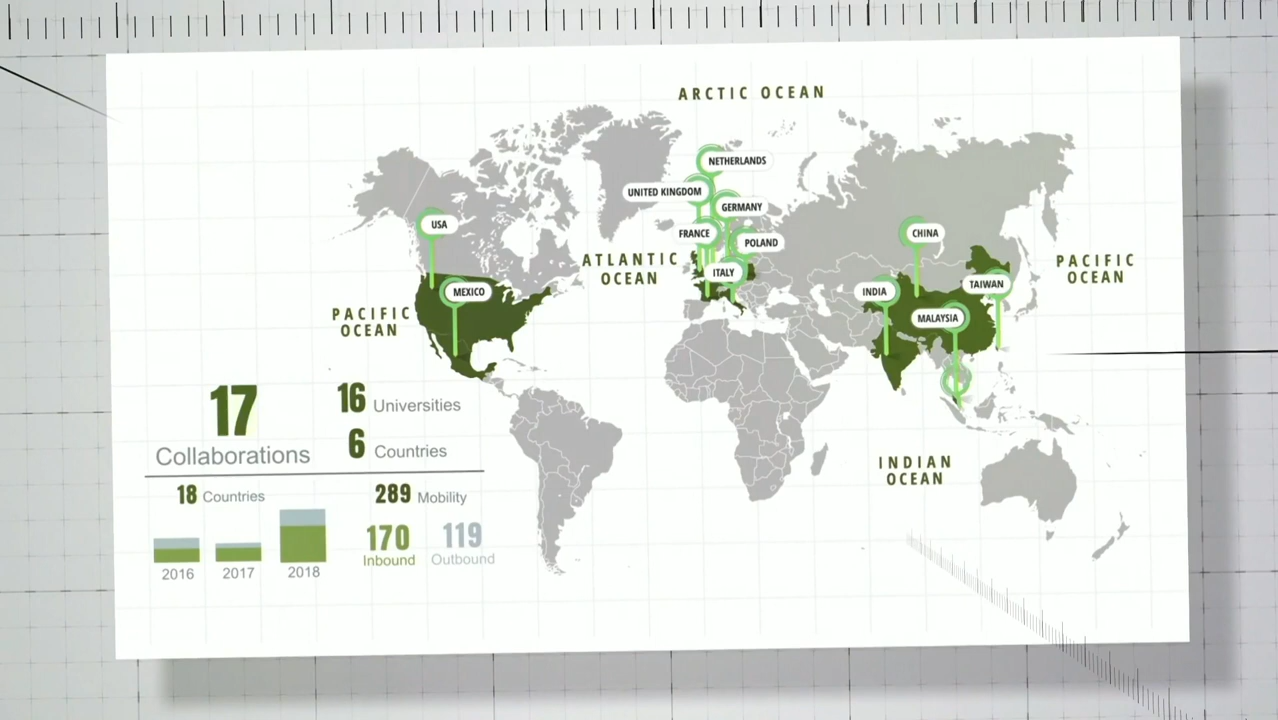 ARCTIC OCEAN
NETHERLANDS
UNITED KINGDOM
GERMANY
USA
FRANCE
POLAND
CHINA
ATLANTIC
OCEAN
ITALY
PACIFIC
OCEAN
MEXICO
INDIA
TAIWAN
PACIFIC
OCEAN
MALAYSIA
17
Collaborations
16 Universities
6 Countries
INDIAN
OCEAN
18 Countries
289 Mobility
170
Inbound
119
Outbound
2016
2017
2018